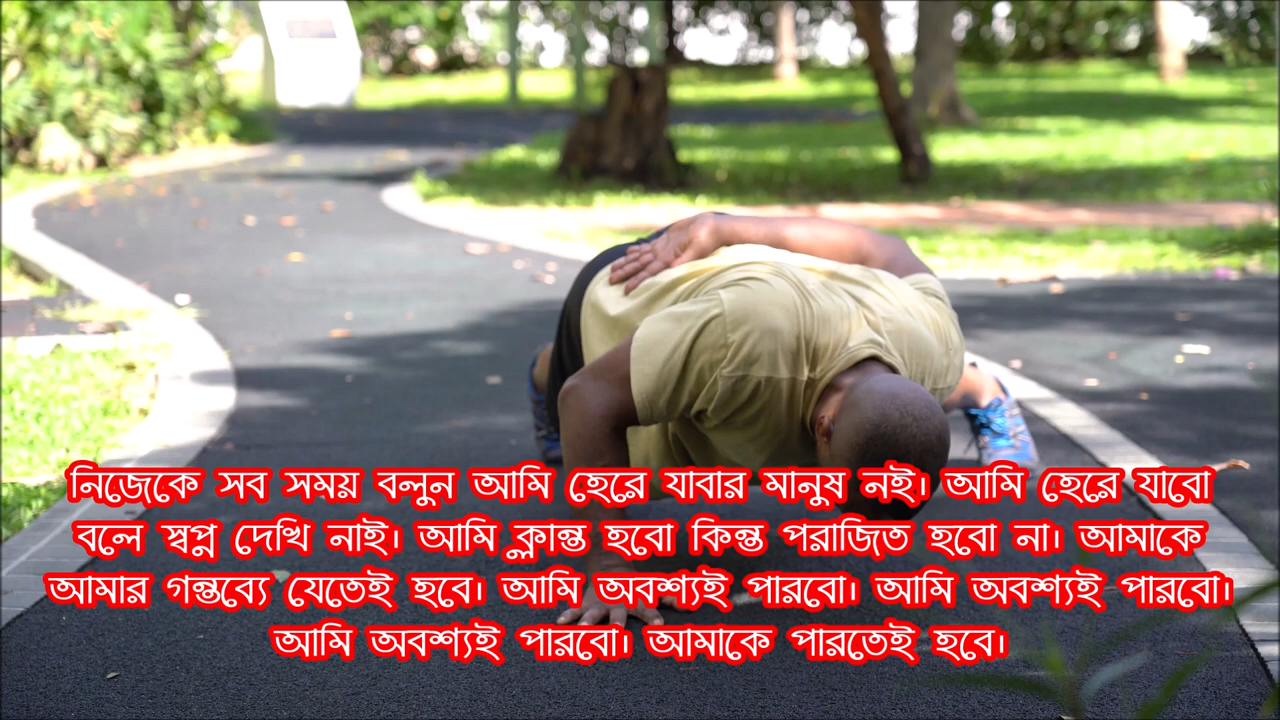 নিজেকে সব সময় বলুন আমি হেরে যাবার মানুষ নই। আমি হেরে যাবো
বলে স্বপ্ন দেখি নাই। আমি ক্লান্ত হবো কিন্ত পরাজিত হবো না। আমাকে
আমার গন্তব্যে যেতেই হবে। আমি অবশ্যই পারবো। আমি অবশ্যই পারবো।
আমি অবশ্যই পারবো। আমাকে পারতেই হবে।